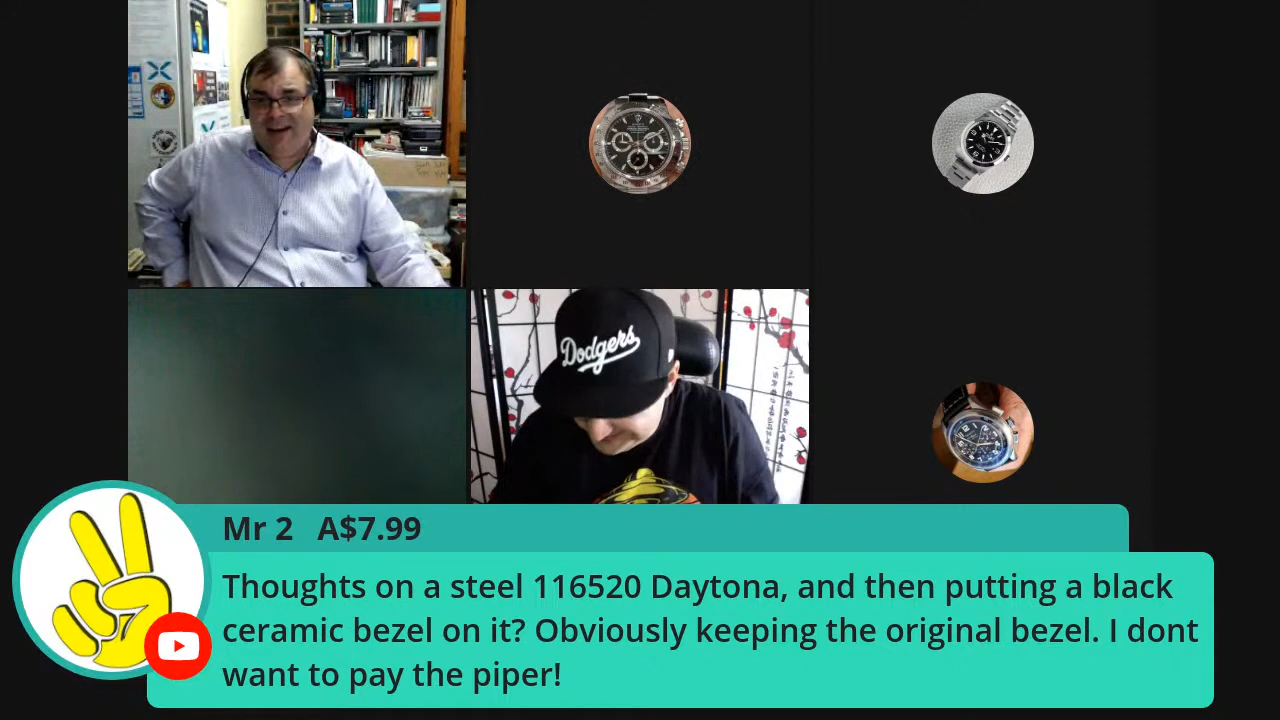 Dodgers
Mr 2 A$7.99
Thoughts on a steel 116520 Daytona, and then putting a black
ceramic bezel on it? Obviously keeping the original bezel. I dont
want to pay the piper!